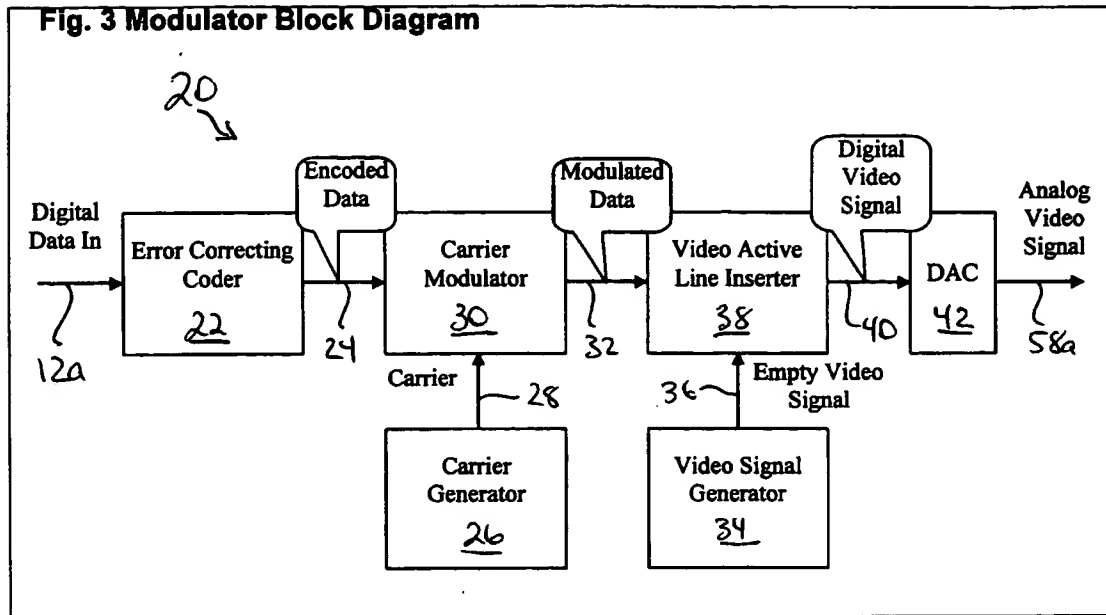 Fig. 3 Modulator Block Diagram
20
Encoded
Data
Modulated
Data
Digital
Video
Signal
Analog
Video
Signal
Digital
Data In
Error Correcting
Coder
22
Carrier
Modulator
30
Video Active
Line Inserter
38
DAC
42
12a
24
32
40
58a
Carrier
28
36
Empty Video
Signal
Carrier
Generator
26
Video Signal
Generator
34